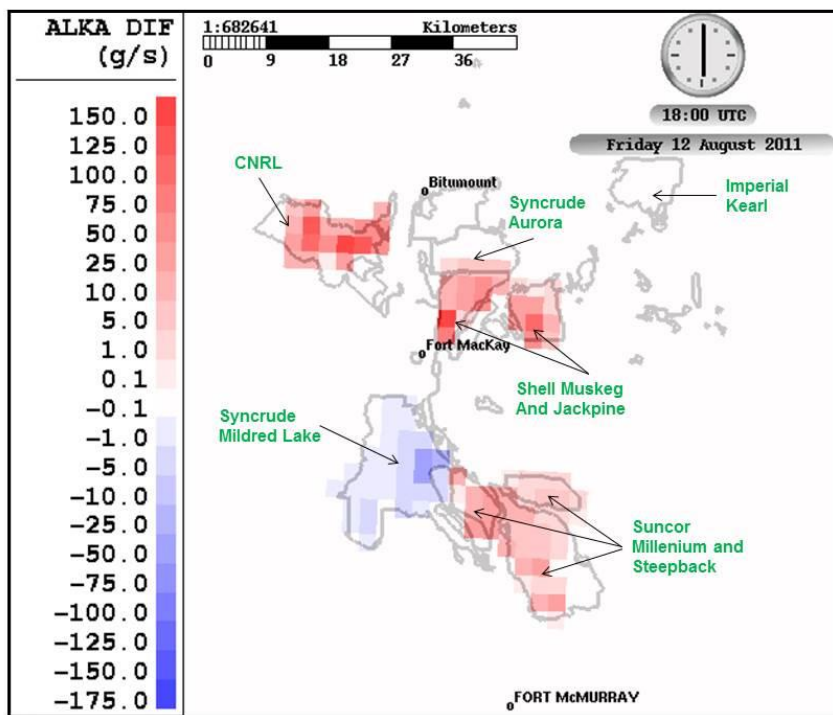 ALKA DIF
(g/s)
150.0
125.0
100.0
75.0
50.0
25.0
10.0
5.0
1.0
0.1
-0.1
-1.0
-5.0
-10.0
-25.0
-50.0
-75.0
-100.0
-125.0
-150.0
-175.0
1:682641 Kilometers
0 9 18 27 36
18:00 UTC
Friday 12 August 2011
CNRL
Bitumount
Syncrude
Aurora
Imperial
Kearl
Fort MacKay
Shell Muskeg
And Jackpine
Syncrude
Mildred Lake
Suncor
Millenium and
Steepback
FORT McMURRAY